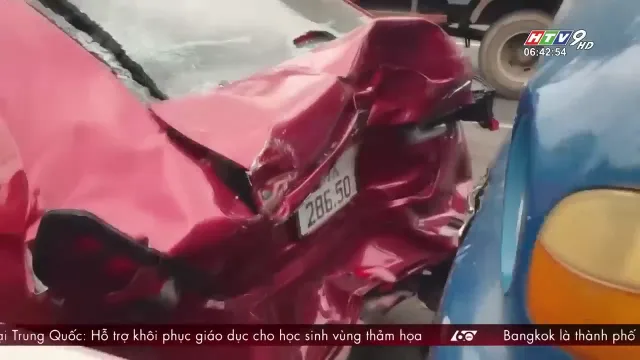 HTV9 HD
06:42:54
286.50
ại Trung Quốc: Hỗ trợ khôi phục giáo dục cho học sinh vùng thảm họa
60
Bangkok là thành phố